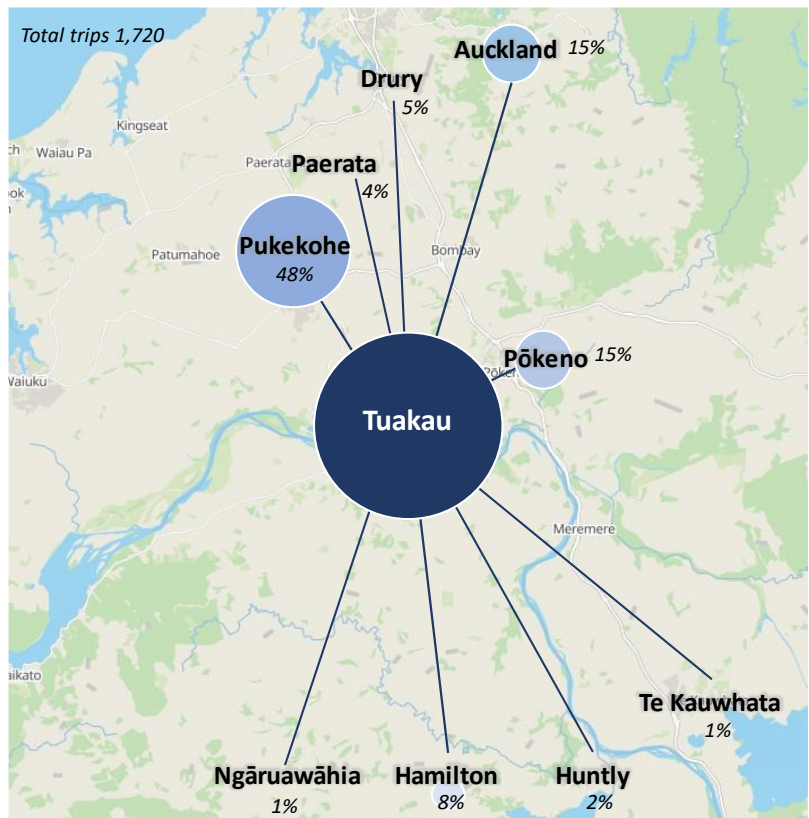 Total trips 1,720
Auckland
15%
Drury
5%
Kingseat
Waiau Pa
Paerata
Paerata
4%
Pukekohe
48%
Patumahoe
Bombay
Pōkeno
15%
Waiuku
Tuakau
Meremere
Te Kauwhata
1%
Ngāruawāhia
1%
Hamilton
8%
Huntly
2%